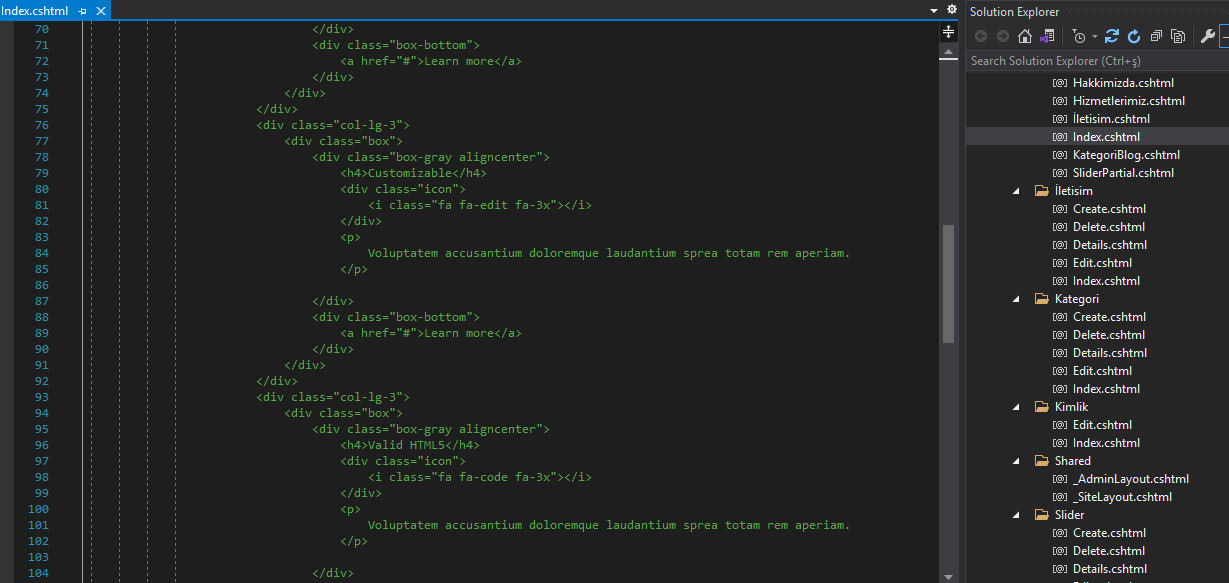 Index.cshtml
70 </div>
71 <div class="box-bottom">
72 <a href="#">Learn more</a>
73 </div>
74 </div>
75 </div>
76 <div class="col-lg-3">
77 <div class="box">
78 <div class="box-gray aligncenter">
79 <h4>Customizable</h4>
80 <div class="icon">
81 <i class="fa fa-edit fa-3x"></i>
82 </div>
83 <p>
84 Voluptatem accusantium doloremque laudantium sprea totam rem aperiam.
85 </p>
86
87 </div>
88 <div class="box-bottom">
89 <a href="#">Learn more</a>
90 </div>
91 </div>
92 </div>
93 <div class="col-lg-3">
94 <div class="box">
95 <div class="box-gray aligncenter">
96 <h4>Valid HTML5</h4>
97 <div class="icon">
98 <i class="fa fa-code fa-3x"></i>
99 </div>
100 <p>
101 Voluptatem accusantium doloremque laudantium sprea totam rem aperiam.
102 </p>
103
104 </div>
Solution Explorer
Search Solution Explorer (Ctrl+ş)
Hakkimizda.cshtml
Hizmetlerimiz.cshtml
İletisim.cshtml
Index.cshtml
KategoriBlog.cshtml
SliderPartial.cshtml
İletisim
Create.cshtml
Delete.cshtml
Details.cshtml
Edit.cshtml
Index.cshtml
Kategori
Create.cshtml
Delete.cshtml
Details.cshtml
Edit.cshtml
Index.cshtml
Kimlik
Edit.cshtml
Index.cshtml
Shared
_AdminLayout.cshtml
_SiteLayout.cshtml
Slider
Create.cshtml
Delete.cshtml
Details.cshtml